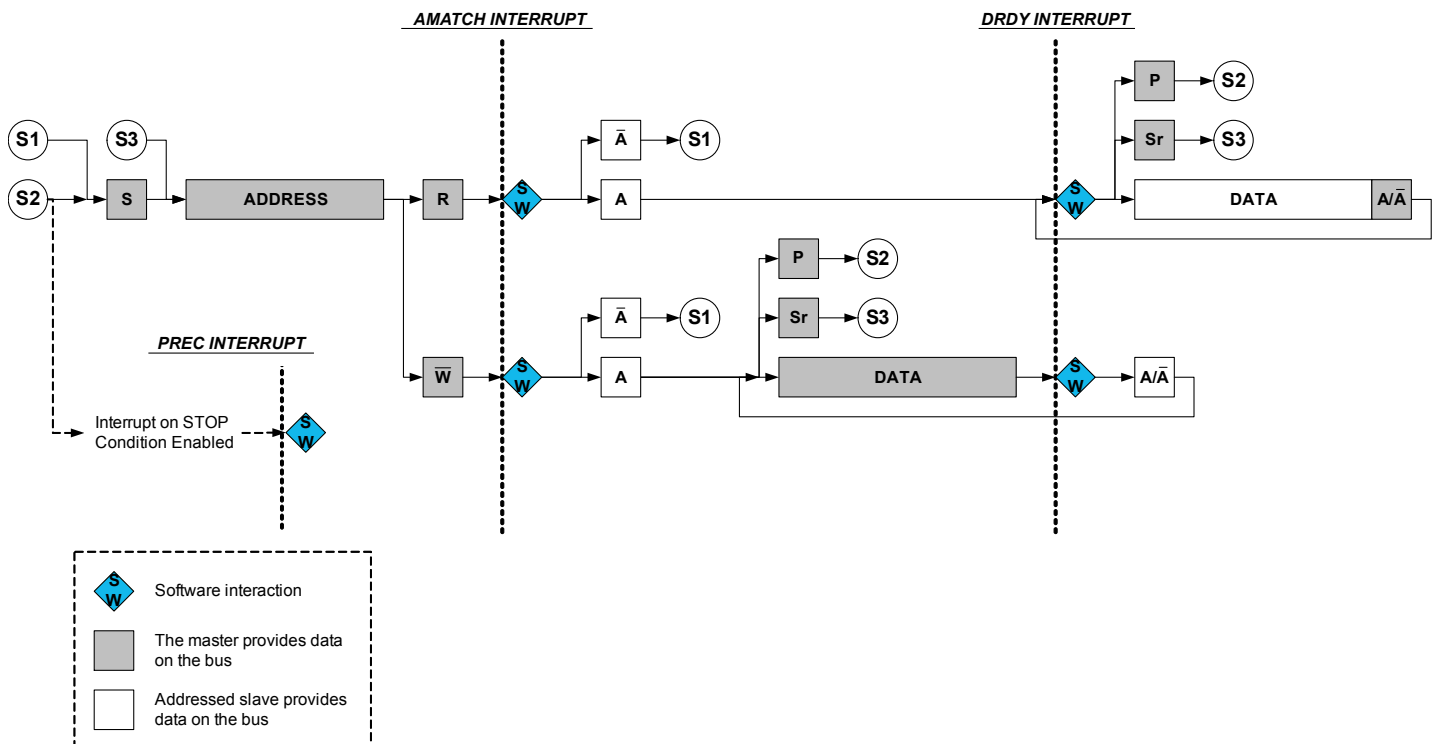 AMATCH INTERRUPT
DRDY INTERRUPT
P
S2
S1
S3
A̅
S1
Sr
S3
S2
S
ADDRESS
R
S
W
A
S
W
DATA
A/A̅
P
S2
A̅
S1
Sr
S3
PREC INTERRUPT
W̅
S
W
A
DATA
S
W
A/A̅
Interrupt on STOP
Condition Enabled
S
W
S
W
Software interaction
The master provides data
on the bus
Addressed slave provides
data on the bus